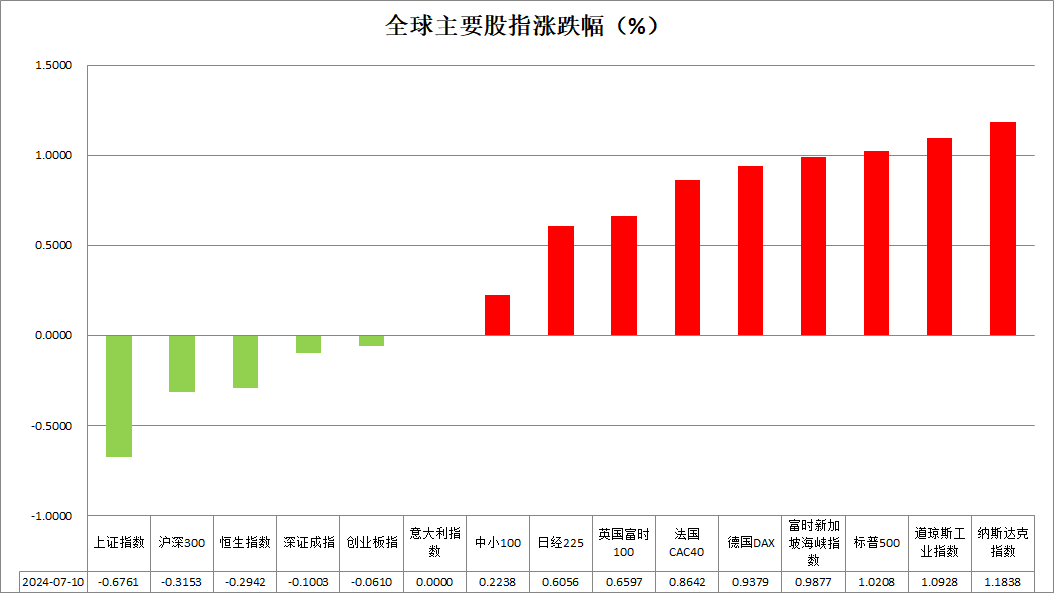 全球主要股指涨跌幅（%）
1.5000
1.0000
0.5000
0.0000
-0.5000
-1.0000
上证指数
沪深300
恒生指数
深证成指
创业板指
意大利指
数
中小100
日经225
英国富时
100
法国
CAC40
德国DAX
富时新加
坡海峡指
数
标普500
道琼斯工
业指数
纳斯达克
指数
2024-07-10 -0.6761 -0.3153 -0.2942 -0.1003 -0.0610 0.0000 0.2238 0.6056 0.6597 0.8642 0.9379 0.9877 1.0208 1.0928 1.1838